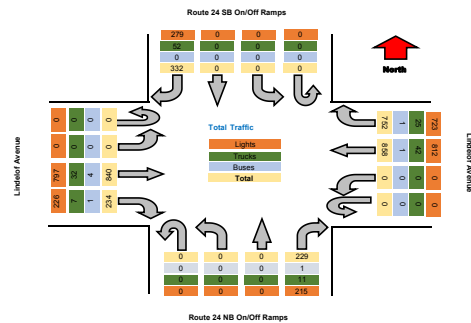 Route 24 SB On/Off Ramps
279 0 0 0
52 0 0 0
0 0 0 0
332 0 0 0
North
Lindelof Avenue
0 0 0 0
0 0 0 0
797 32 4 840
226 7 1 234
Total Traffic
Lights
Trucks
Buses
Total
752 1 723
858 1 42 812
0 0 0 0
0 0 0 0
Lindelof Avenue
0 0 0 229
0 0 0 1
0 0 0 11
0 0 0 215
Route 24 NB On/Off Ramps